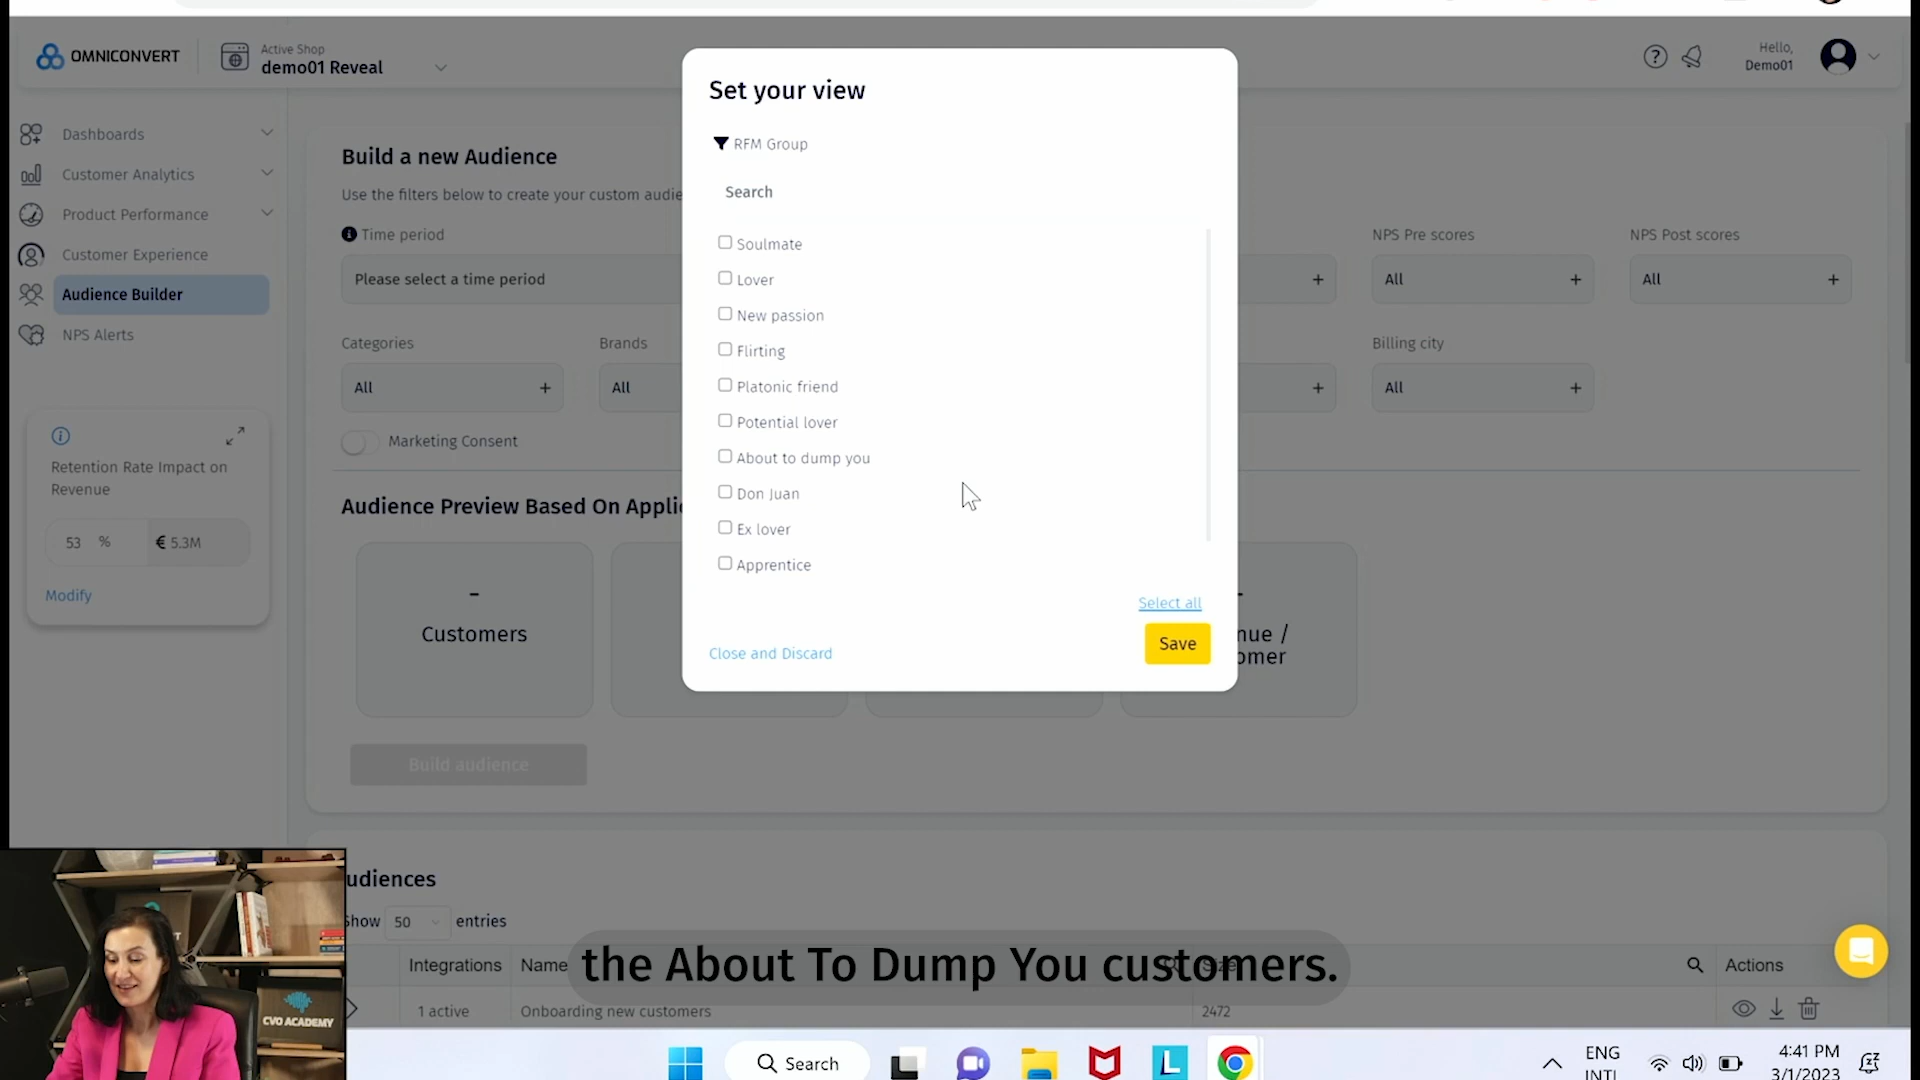 OMNICONVERT
Active Shop
demo01 Reveal
Hello,
Demo01
Dashboards
Customer Analytics
Product Performance
Customer Experience
Audience Builder
NPS Alerts
Retention Rate Impact on
Revenue
53 %
€ 5.3M
Modify
Build a new Audience
Use the filters below to create your custom audie
Time period
Please select a time period
NPS Pre scores
All
NPS Post scores
All
Categories
All
Brands
All
Billing city
All
Marketing Consent
Set your view
RFM Group
Search
Soulmate
Lover
New passion
Flirting
Platonic friend
Potential lover
About to dump you
Don Juan
Ex lover
Apprentice
Select all
Save
Close and Discard
Audience Preview Based On Appli
-
Customers
-
nue /
omer
Build audience
udiences
Show 50 entries
Integrations
Name
Actions
the About To Dump You customers.
1 active
Onboarding new customers
2472
CVO ACADEMY
Search
ENG
INTL
4:41 PM
3/1/2023